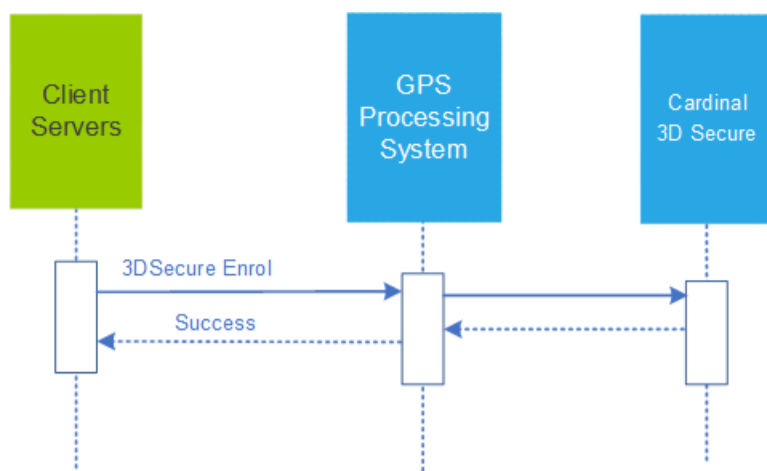 Client
Servers
GPS
Processing
System
Cardinal
3D Secure
3DSecure Enrol
Success